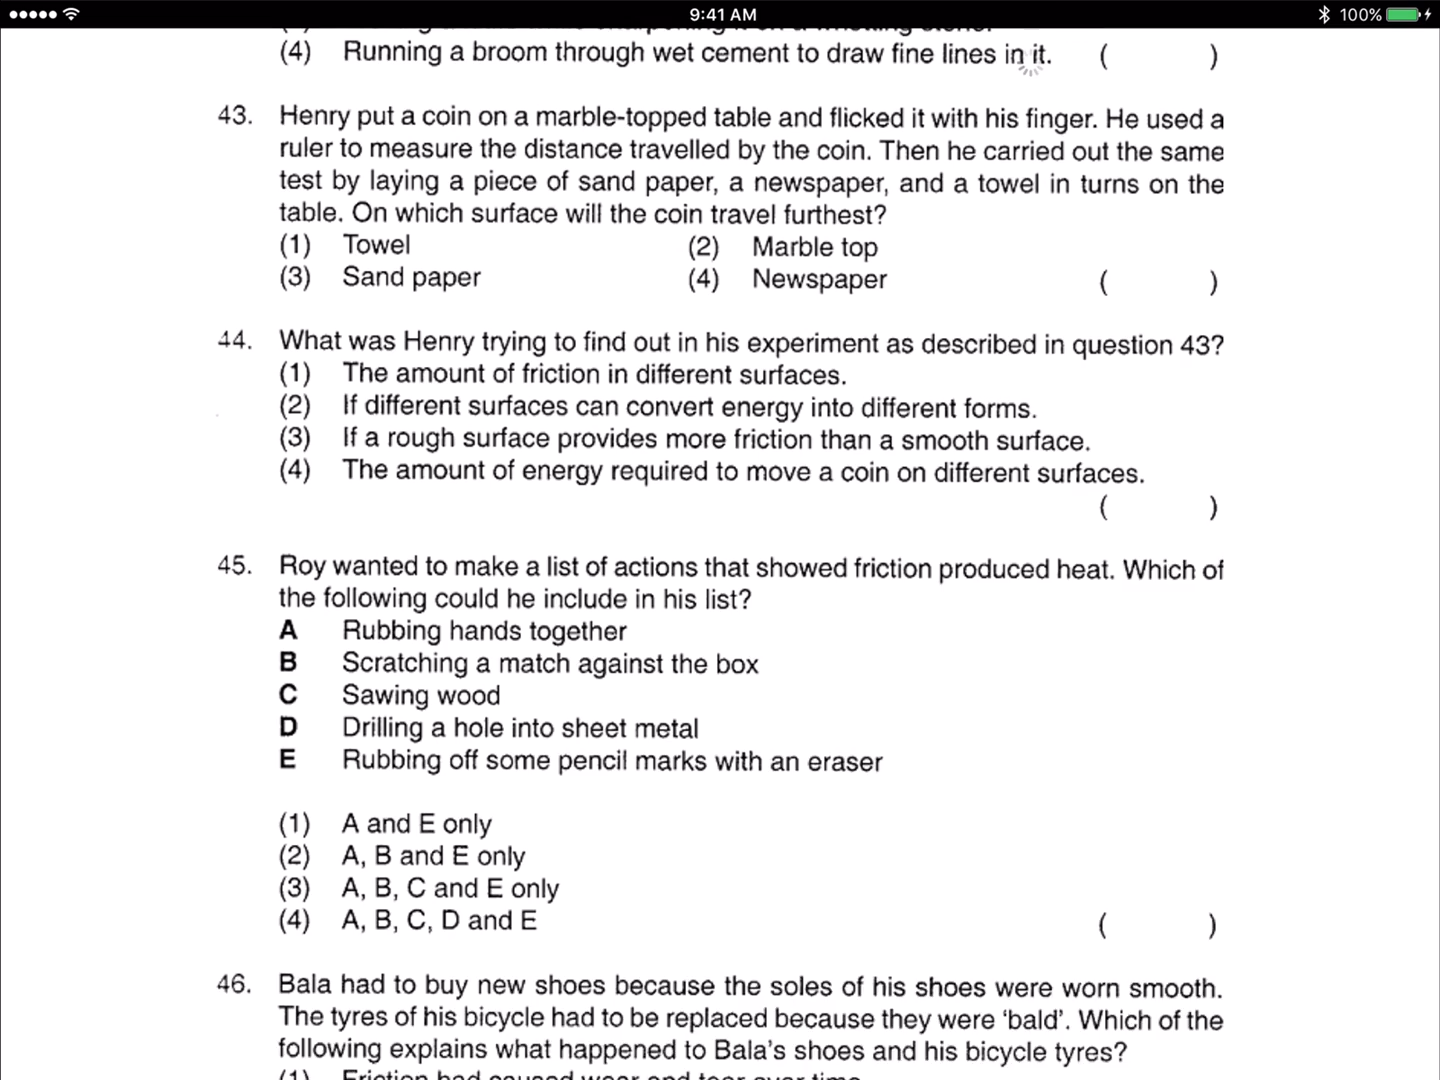 9:41 AM
100%
(4) Running a broom through wet cement to draw fine lines in it. ( )
43. Henry put a coin on a marble-topped table and flicked it with his finger. He used a
ruler to measure the distance travelled by the coin. Then he carried out the same
test by laying a piece of sand paper, a newspaper, and a towel in turns on the
table. On which surface will the coin travel furthest?
(1) Towel (2) Marble top
(3) Sand paper (4) Newspaper ( )
44. What was Henry trying to find out in his experiment as described in question 43?
(1) The amount of friction in different surfaces.
(2) If different surfaces can convert energy into different forms.
(3) If a rough surface provides more friction than a smooth surface.
(4) The amount of energy required to move a coin on different surfaces.
( )
45. Roy wanted to make a list of actions that showed friction produced heat. Which of
the following could he include in his list?
A Rubbing hands together
B Scratching a match against the box
C Sawing wood
D Drilling a hole into sheet metal
E Rubbing off some pencil marks with an eraser
(1) A and E only
(2) A, B and E only
(3) A, B, C and E only
(4) A, B, C, D and E ( )
46. Bala had to buy new shoes because the soles of his shoes were worn smooth.
The tyres of his bicycle had to be replaced because they were ‘bald’. Which of the
following explains what happened to Bala’s shoes and his bicycle tyres?
(1) Friction had caused wear and tear over time.